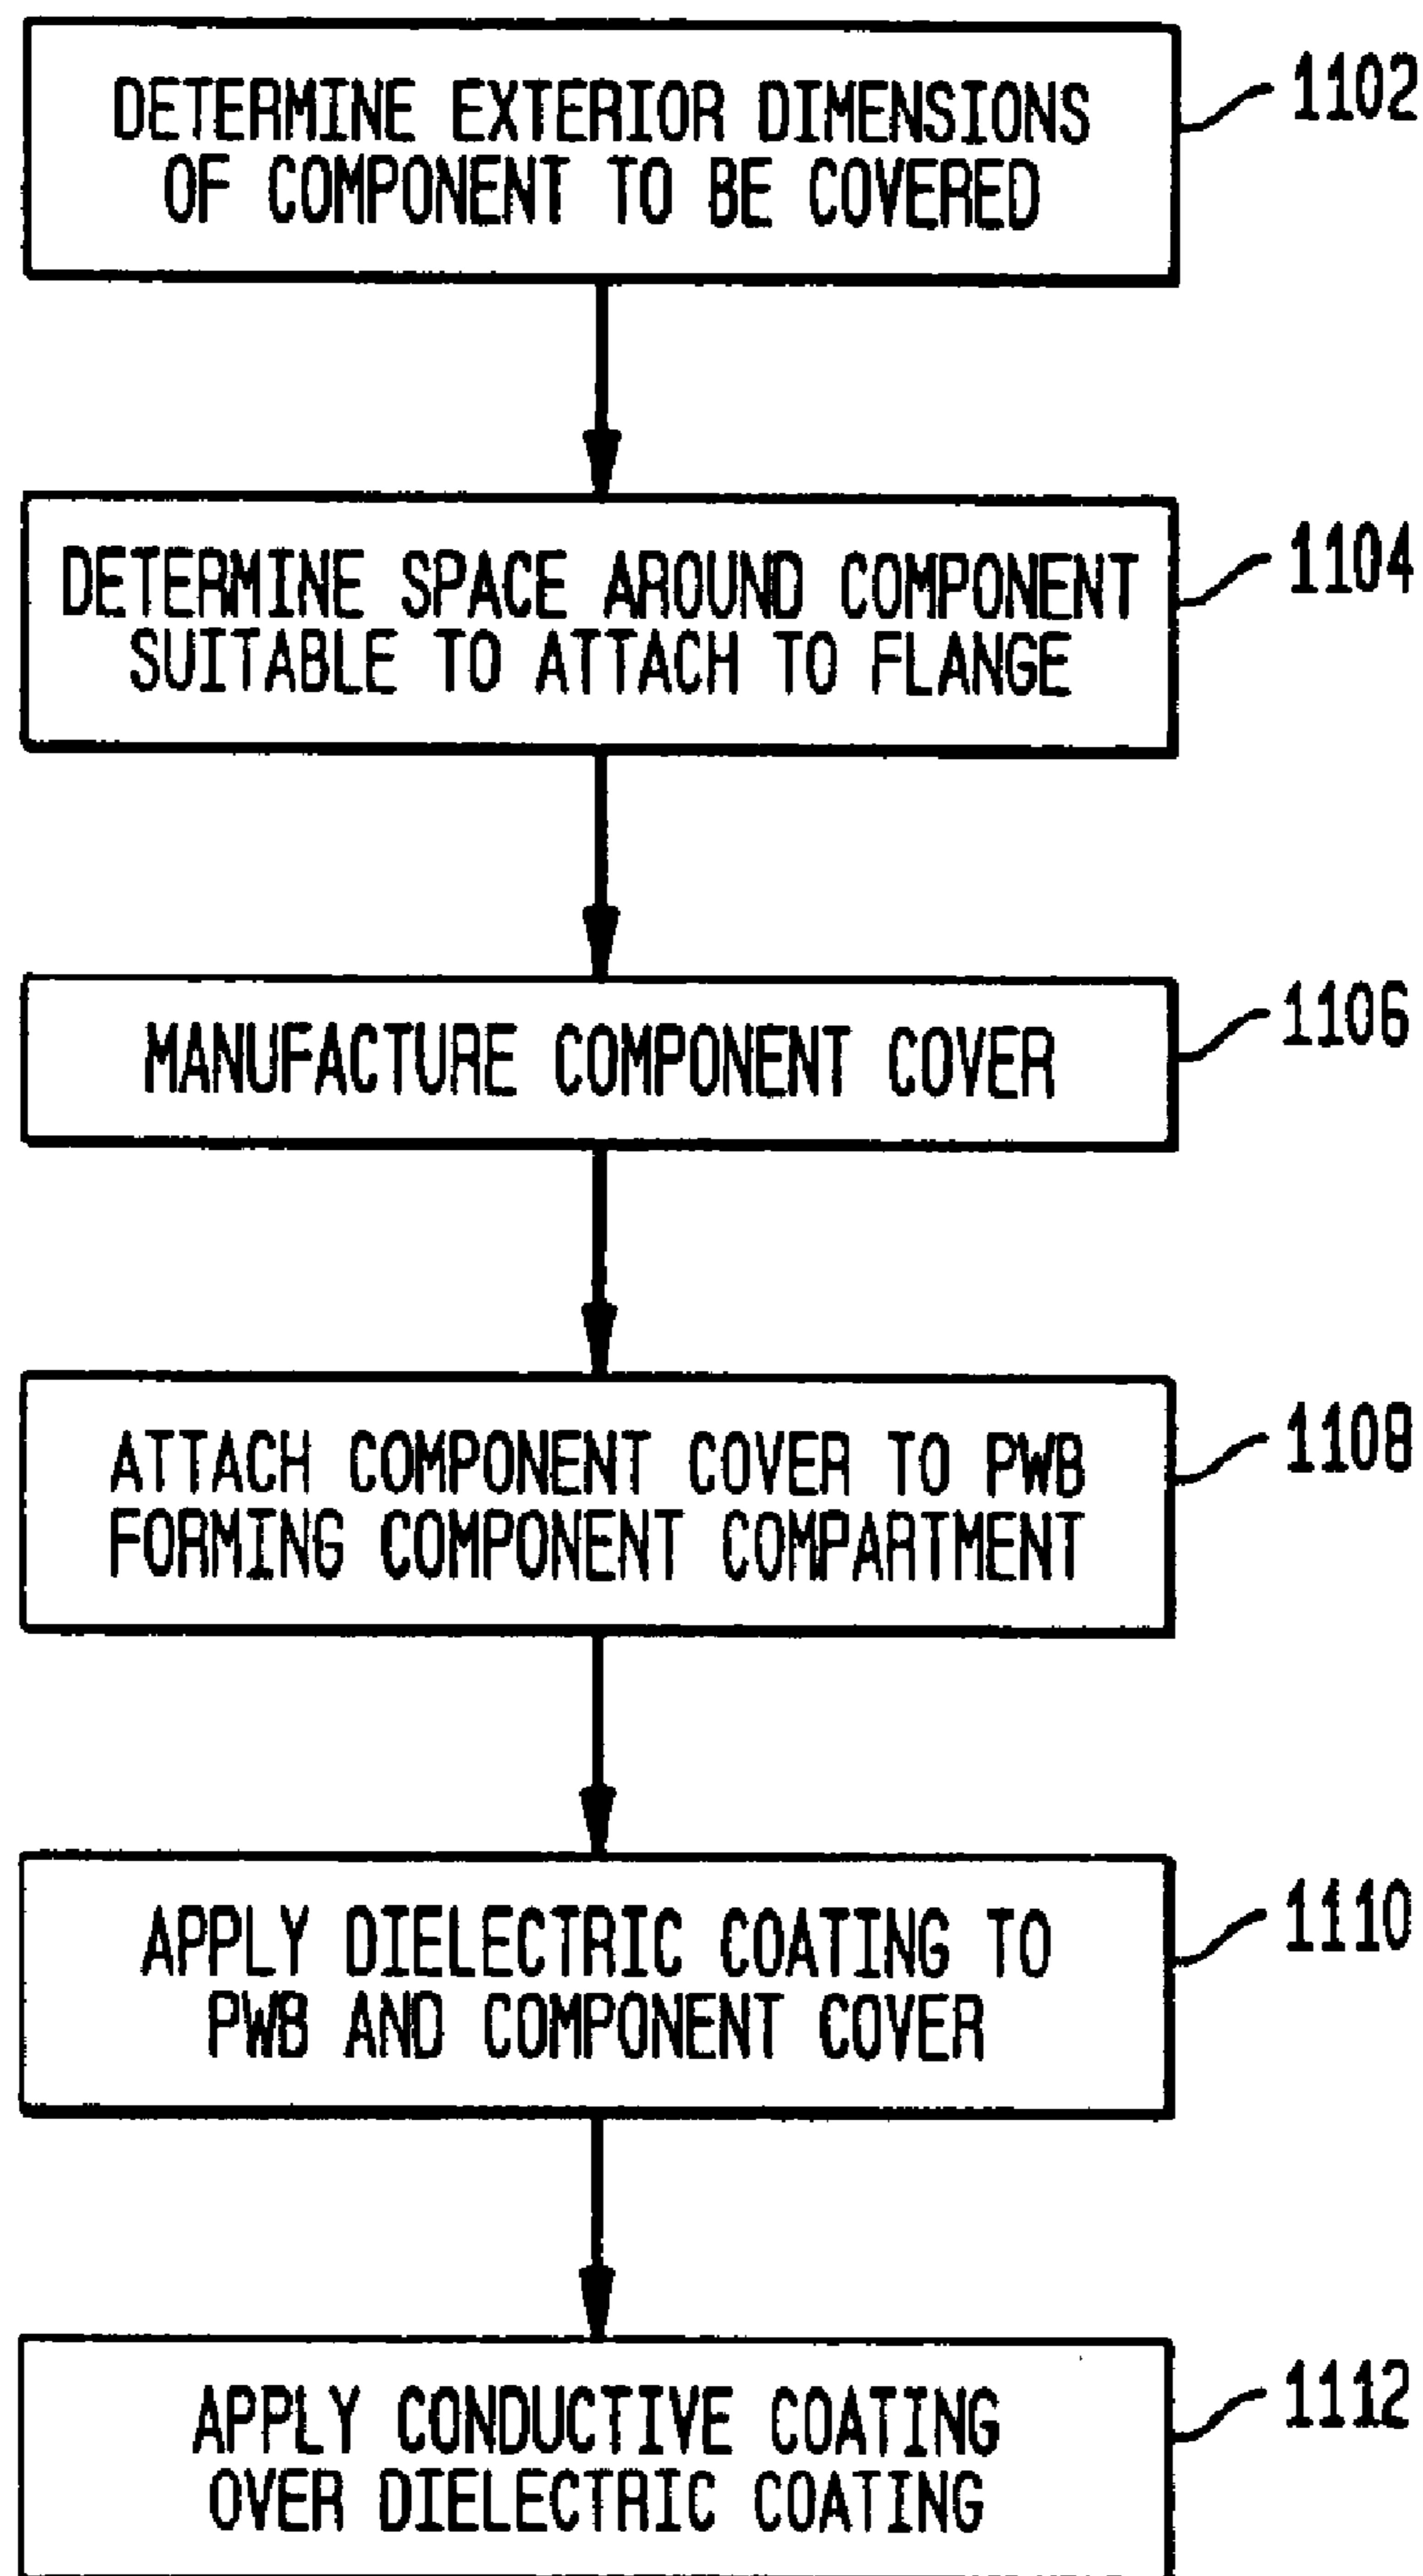 DETERMINE EXTERIOR DIMENSIONS
OF COMPONENT TO BE COVERED
1102
DETERMINE SPACE AROUND COMPONENT
SUITABLE TO ATTACH TO FLANGE
1104
MANUFACTURE COMPONENT COVER
1106
ATTACH COMPONENT COVER TO PWB
FORMING COMPONENT COMPARTMENT
1108
APPLY DIELECTRIC COATING TO
PWB AND COMPONENT COVER
1110
APPLY CONDUCTIVE COATING
OVER DIELECTRIC COATING
1112